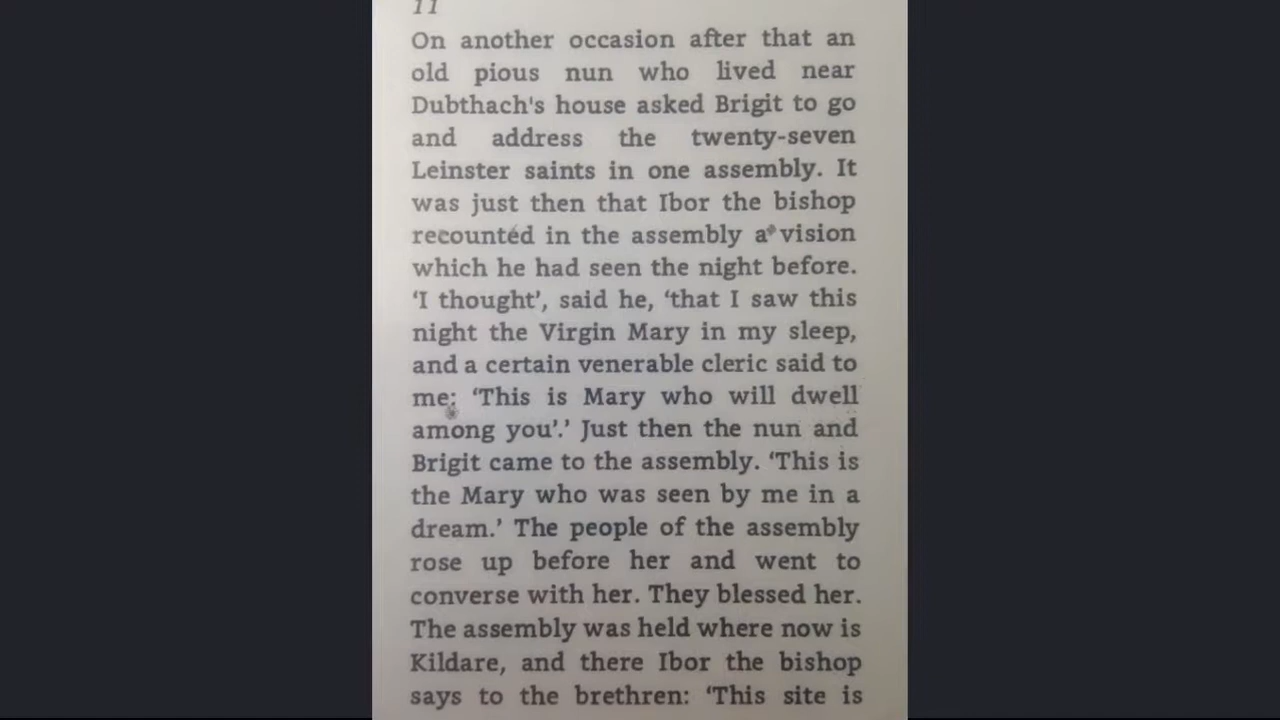 11
On another occasion after that an
old pious nun who lived near
Dubthach's house asked Brigit to go
and address the twenty-seven
Leinster saints in one assembly. It
was just then that Ibor the bishop
recounted in the assembly a vision
which he had seen the night before.
‘I thought’, said he, ‘that I saw this
night the Virgin Mary in my sleep,
and a certain venerable cleric said to
me: ‘This is Mary who will dwell
among you’.’ Just then the nun and
Brigit came to the assembly. ‘This is
the Mary who was seen by me in a
dream.’ The people of the assembly
rose up before her and went to
converse with her. They blessed her.
The assembly was held where now is
Kildare, and there Ibor the bishop
says to the brethren: ‘This site is